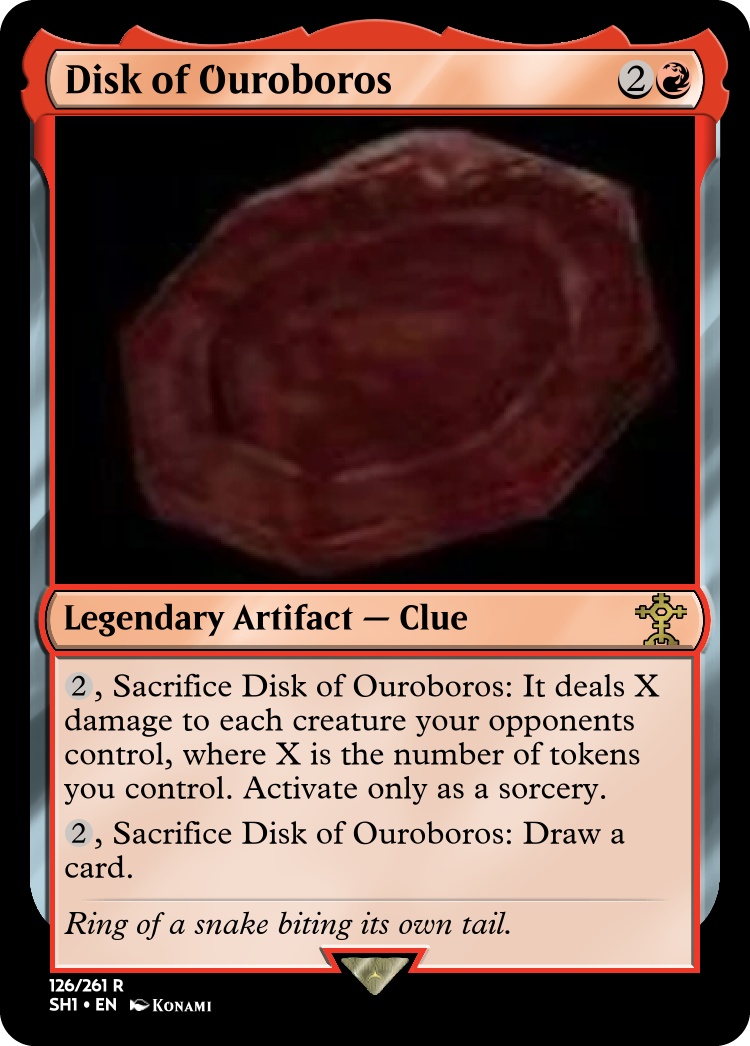 Disk of Ouroboros 2
Legendary Artifact — Clue
2, Sacrifice Disk of Ouroboros: It deals X
damage to each creature your opponents
control, where X is the number of tokens
you control. Activate only as a sorcery.
2, Sacrifice Disk of Ouroboros: Draw a
card.
Ring of a snake biting its own tail.
126/261 R
SH1 • EN KONAMI